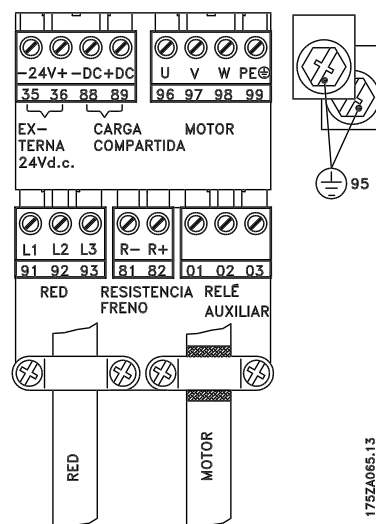 -24V+ -DC+DC U V W PE
35 36 88 89 96 97 98 99
EX-
TERNA
24Vd.c.
CARGA
COMPARTIDA
MOTOR
95
L1 L2 L3 R- R+
91 92 93 81 82 01 02 03
RED
RESISTENCIA
FRENO
RELÉ
AUXILIAR
RED
MOTOR
175ZA065.13